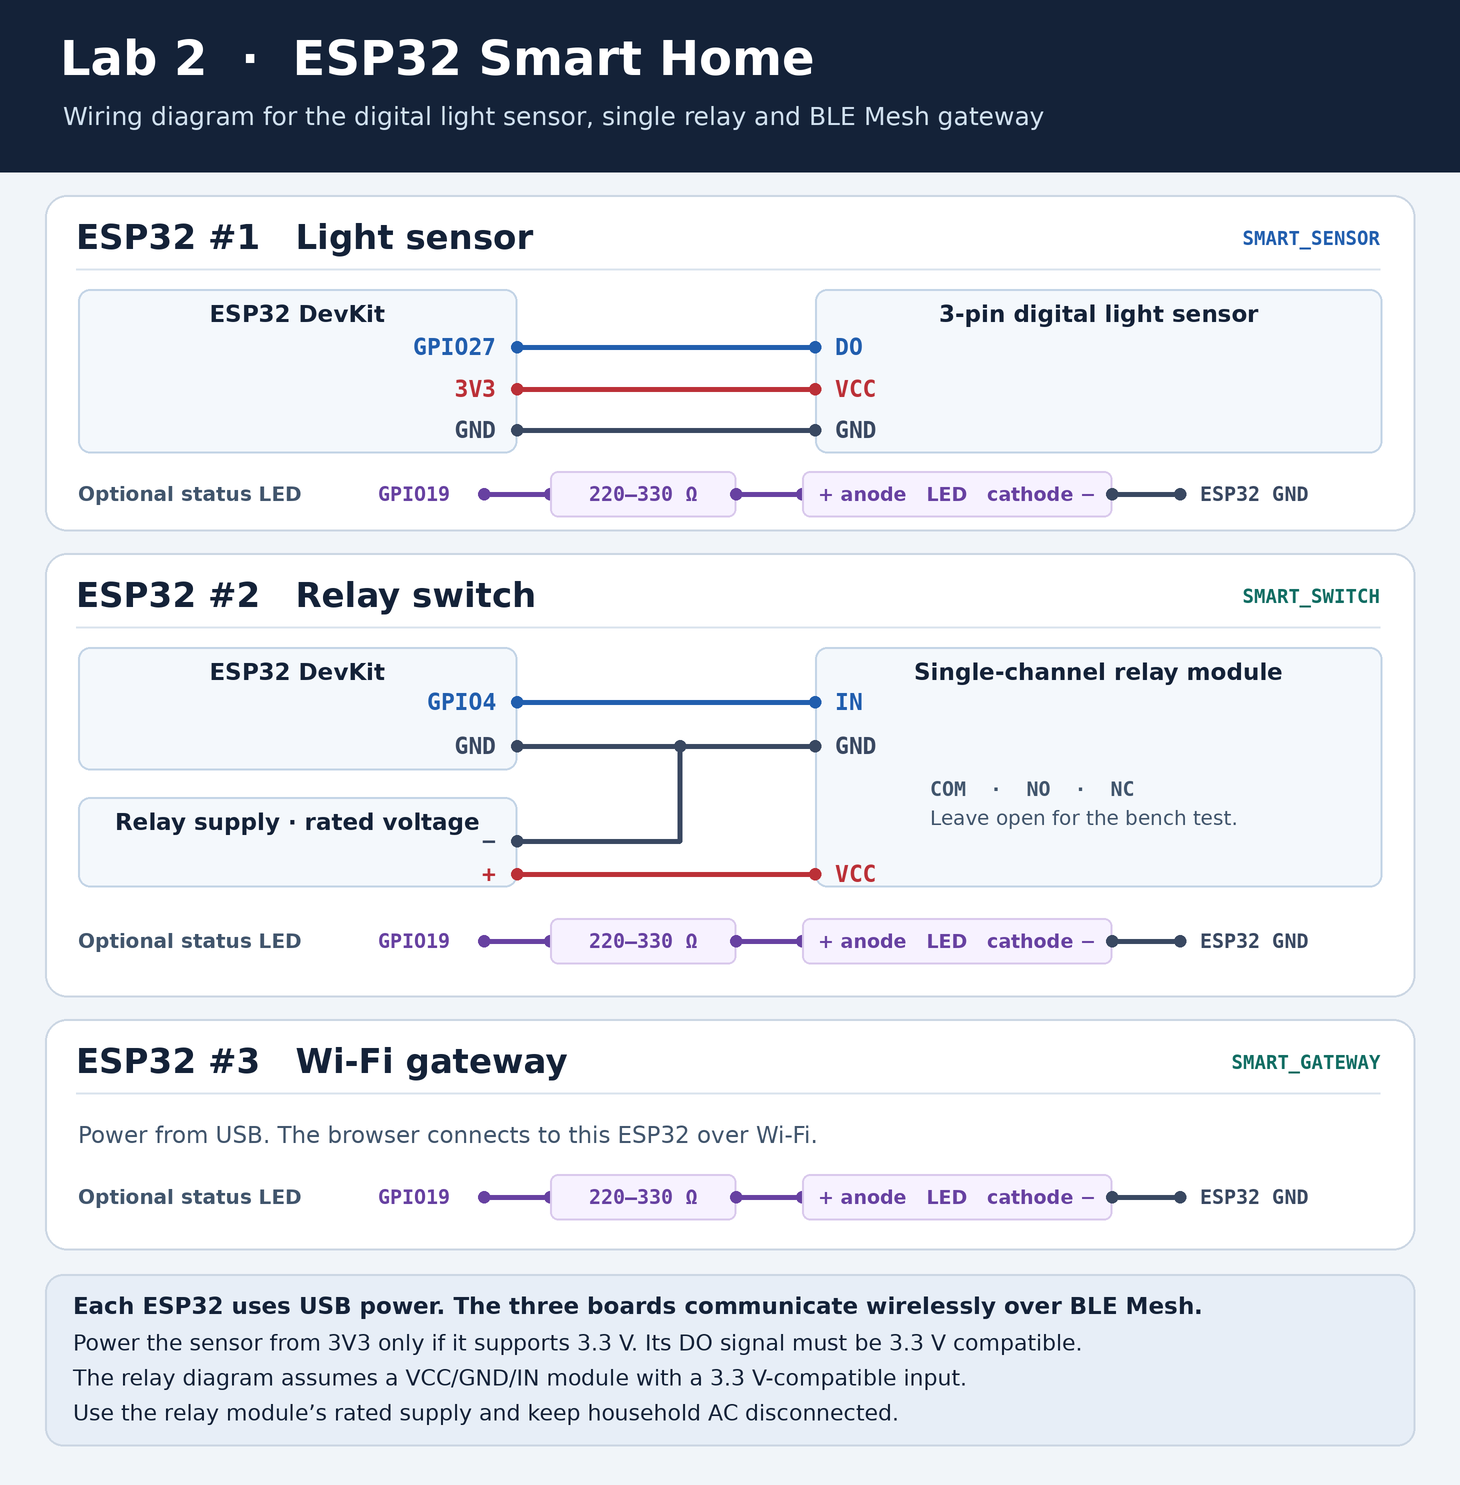 Lab 2 · ESP32 Smart Home
Wiring diagram for the digital light sensor, single relay and BLE Mesh gateway
ESP32 #1 Light sensor
SMART_SENSOR
ESP32 DevKit
3-pin digital light sensor
GPIO27
DO
3V3
VCC
GND
GND
Optional status LED
GPIO19
220–330 Ω
+ anode LED cathode −
ESP32 GND
ESP32 #2 Relay switch
SMART_SWITCH
ESP32 DevKit
Single-channel relay module
GPIO4
IN
GND
GND
COM · NO · NC
Leave open for the bench test.
Relay supply · rated voltage
−
+
VCC
Optional status LED
GPIO19
220–330 Ω
+ anode LED cathode −
ESP32 GND
ESP32 #3 Wi-Fi gateway
SMART_GATEWAY
Power from USB. The browser connects to this ESP32 over Wi-Fi.
Optional status LED
GPIO19
220–330 Ω
+ anode LED cathode −
ESP32 GND
Each ESP32 uses USB power. The three boards communicate wirelessly over BLE Mesh.
Power the sensor from 3V3 only if it supports 3.3 V. Its DO signal must be 3.3 V compatible.
The relay diagram assumes a VCC/GND/IN module with a 3.3 V-compatible input.
Use the relay module’s rated supply and keep household AC disconnected.